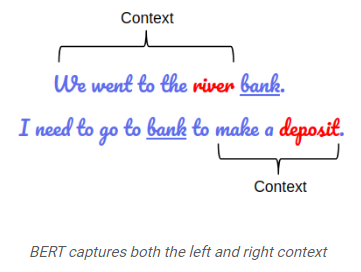 Context
We went to the river bank.
I need to go to bank to make a deposit.
Context
BERT captures both the left and right context